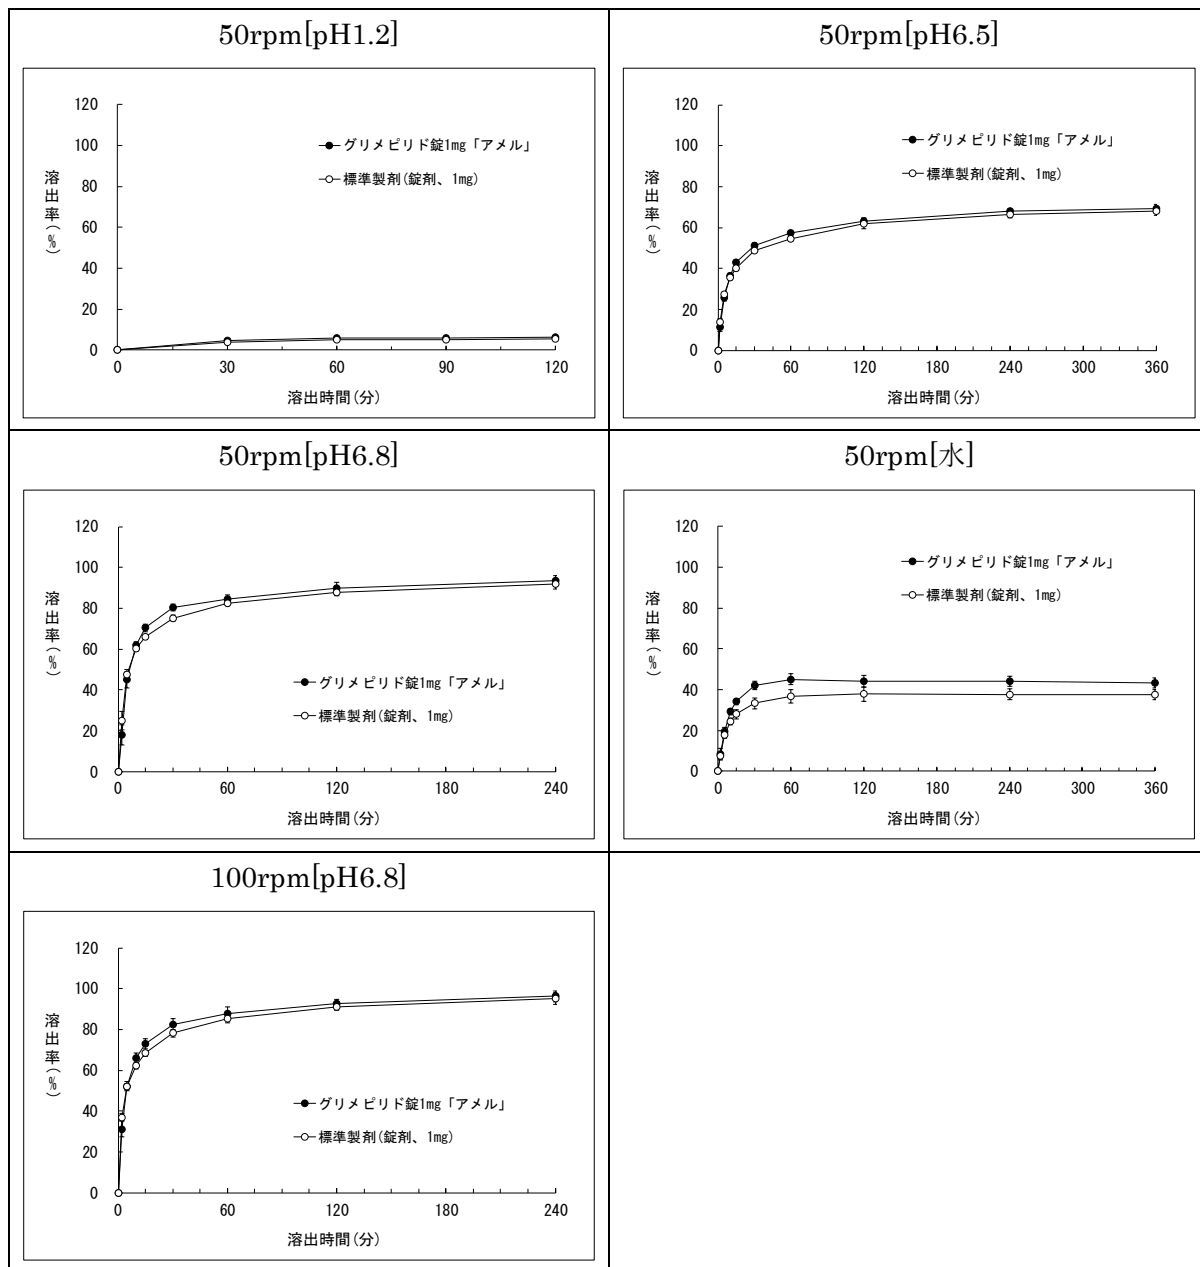 50rpm[pH1.2]
120
100
80
60
40
20
0
溶出率(%)
グリメピリド錠1mg「アメル」
標準製剤(錠剤、1mg)
0 30 60 90 120
溶出時間(分)
50rpm[pH6.5]
120
100
80
60
40
20
0
溶出率(%)
グリメピリド錠1mg「アメル」
標準製剤(錠剤、1mg)
0 60 120 180 240 300 360
溶出時間(分)
50rpm[pH6.8]
120
100
80
60
40
20
0
溶出率(%)
グリメピリド錠1mg「アメル」
標準製剤(錠剤、1mg)
0 60 120 180 240
溶出時間(分)
50rpm[水]
120
100
80
60
40
20
0
溶出率(%)
グリメピリド錠1mg「アメル」
標準製剤(錠剤、1mg)
0 60 120 180 240 300 360
溶出時間(分)
100rpm[pH6.8]
120
100
80
60
40
20
0
溶出率(%)
グリメピリド錠1mg「アメル」
標準製剤(錠剤、1mg)
0 60 120 180 240
溶出時間(分)